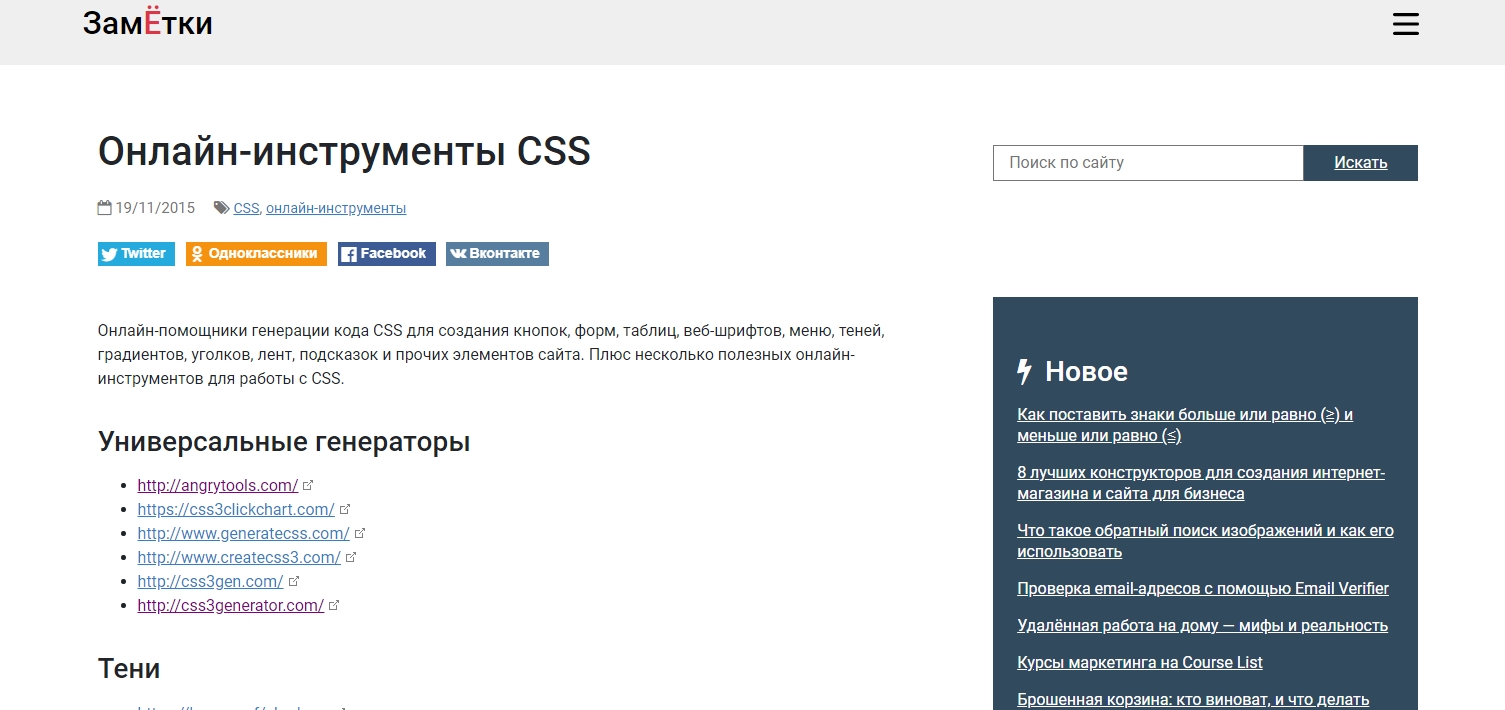 ЗамЁтки
Онлайн-инструменты CSS
19/11/2015 CSS, онлайн-инструменты
Twitter Одноклассники Facebook Вконтакте
Онлайн-помощники генерации кода CSS для создания кнопок, форм, таблиц, веб-шрифтов, меню, теней,
градиентов, уголков, лент, подсказок и прочих элементов сайта. Плюс несколько полезных онлайн-
инструментов для работы с CSS.
Универсальные генераторы
http://angrytools.com/
https://css3clickchart.com/
http://www.generatecss.com/
http://www.createcss3.com/
http://css3gen.com/
http://css3generator.com/
Тени
Поиск по сайту Искать
Новое
Как поставить знаки больше или равно (≥) и
меньше или равно (≤)
8 лучших конструкторов для создания интернет-
магазина и сайта для бизнеса
Что такое обратный поиск изображений и как его
использовать
Проверка email-адресов с помощью Email Verifier
Удалённая работа на дому — мифы и реальность
Курсы маркетинга на Course List
Брошенная корзина: кто виноват, и что делать